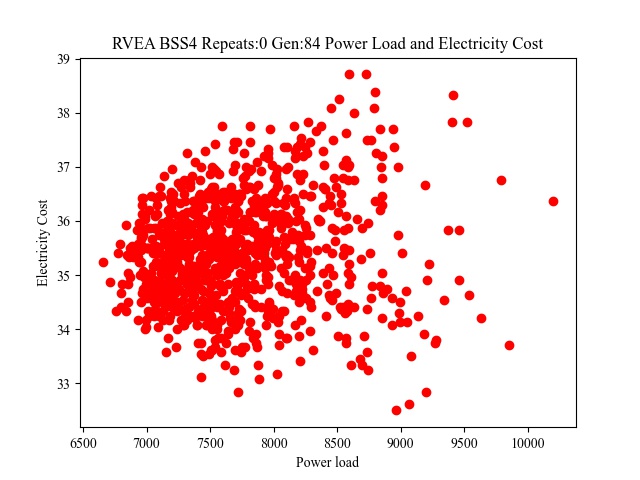 RVEA BSS4 Repeats:0 Gen:84 Power Load and Electricity Cost
39
38
37
36
35
34
33
Electricity Cost
6500 7000 7500 8000 8500 9000 9500 10000
Power load